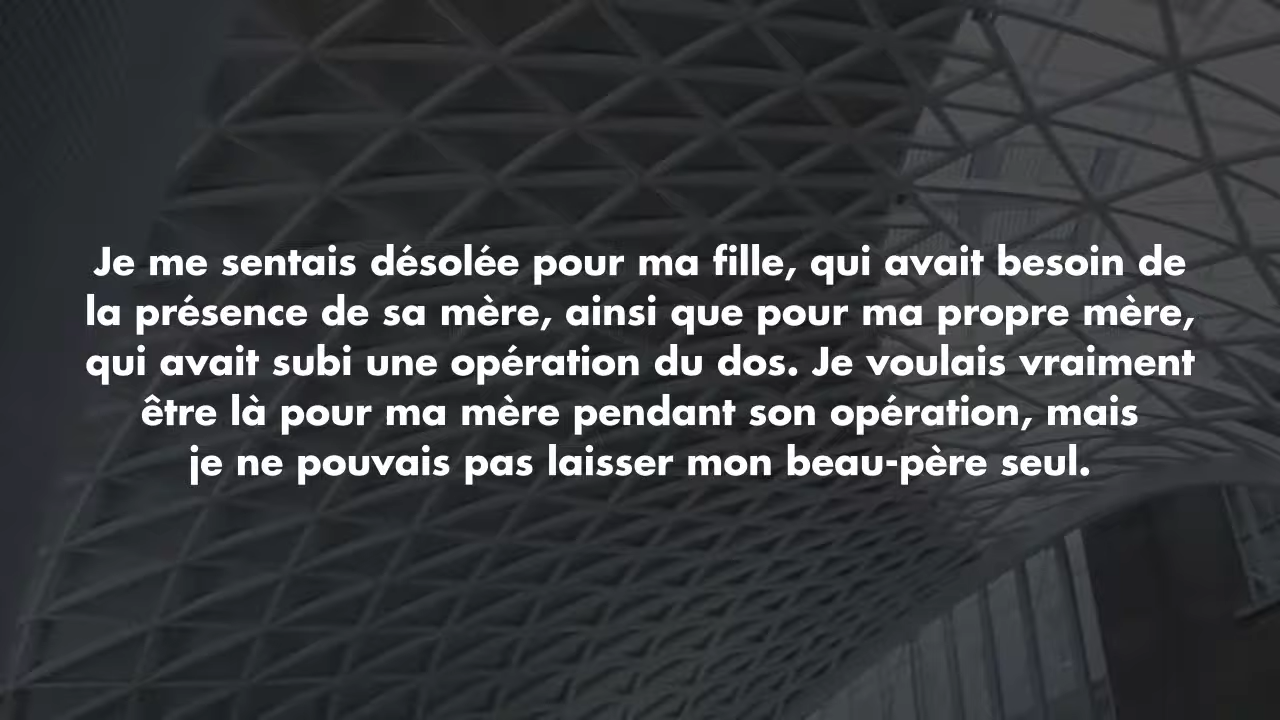 Je me sentais désolée pour ma fille, qui avait besoin de
la présence de sa mère, ainsi que pour ma propre mère,
qui avait subi une opération du dos. Je voulais vraiment
être là pour ma mère pendant son opération, mais
je ne pouvais pas laisser mon beau-père seul.